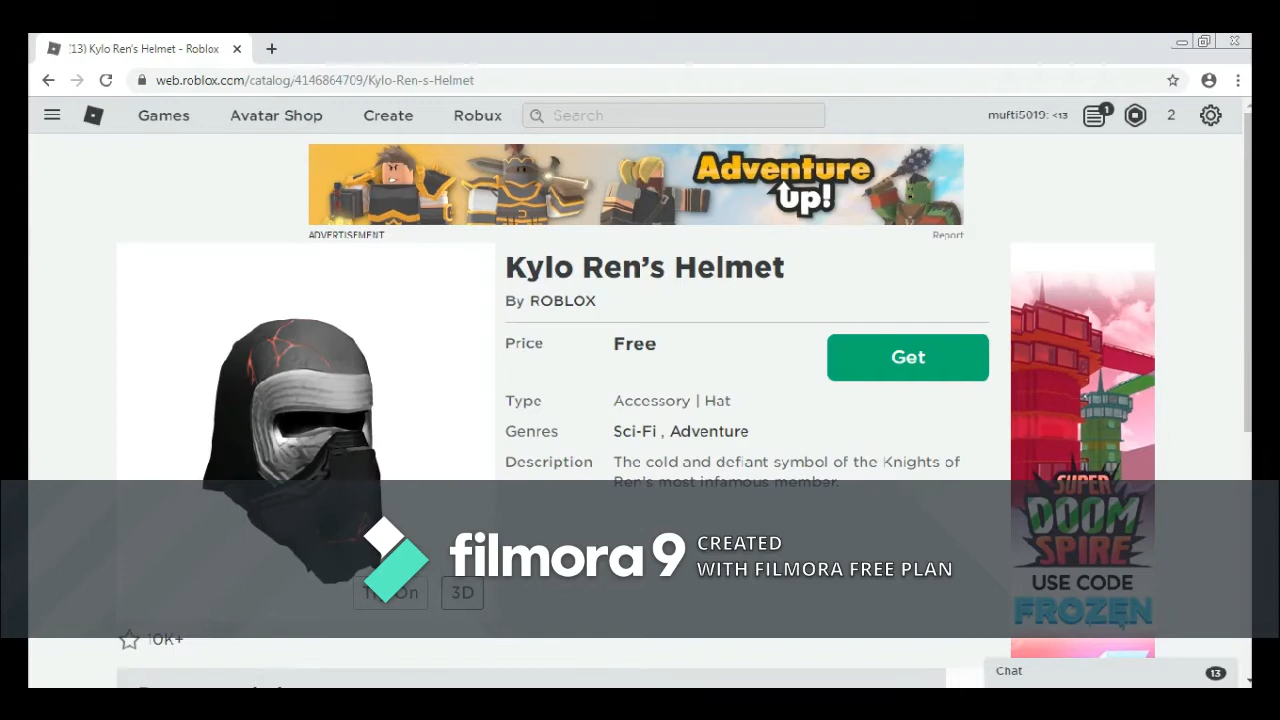 (13) Kylo Ren's Helmet - Roblox
web.roblox.com/catalog/4146864709/Kylo-Ren-s-Helmet
Games Avatar Shop Create Robux Search mufti5019: <13 1 2
Adventure
Up!
ADVERTISEMENT Report
Kylo Ren's Helmet
By ROBLOX
Price Free Get
Type Accessory | Hat
Genres Sci-Fi , Adventure
Description The cold and defiant symbol of the Knights of
Ren's most infamous member.
SUPER
DOOM
SPIRE
USE CODE
FROZEN
filmora 9 CREATED
WITH FILMORA FREE PLAN
Try On 3D
10K+
Chat 13